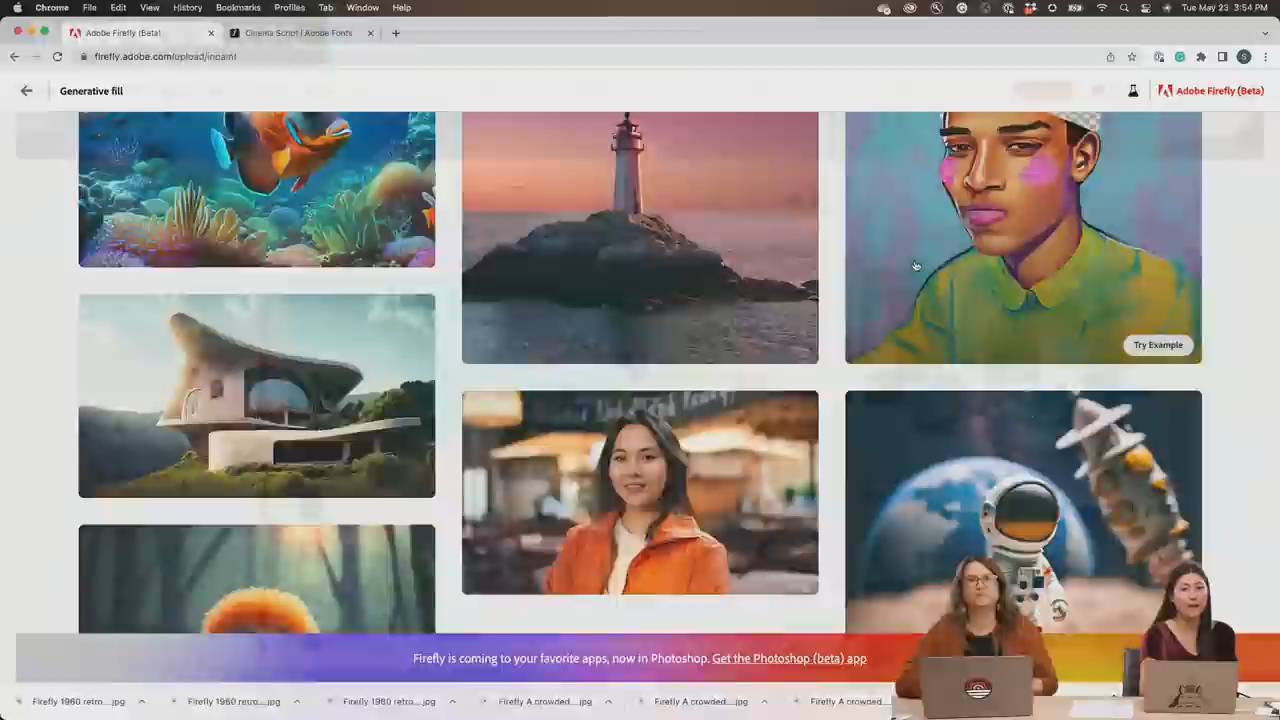 Chrome File Edit View History Bookmarks Profiles Tab Window Help
Tue May 23 3:54 PM
Adobe Firefly (Beta)
Cinema Script | Adobe Fonts
firefly.adobe.com/upload/inpaint
S
Generative fill
Adobe Firefly (Beta)
Try Example
Firefly is coming to your favorite apps, now in Photoshop. Get the Photoshop (beta) app
Firefly 1960 retro....jpg
Firefly 1960 retro....jpg
Firefly 1960 retro....jpg
Firefly A crowded....jpg
Firefly A crowded....jpg
Firefly A crowded